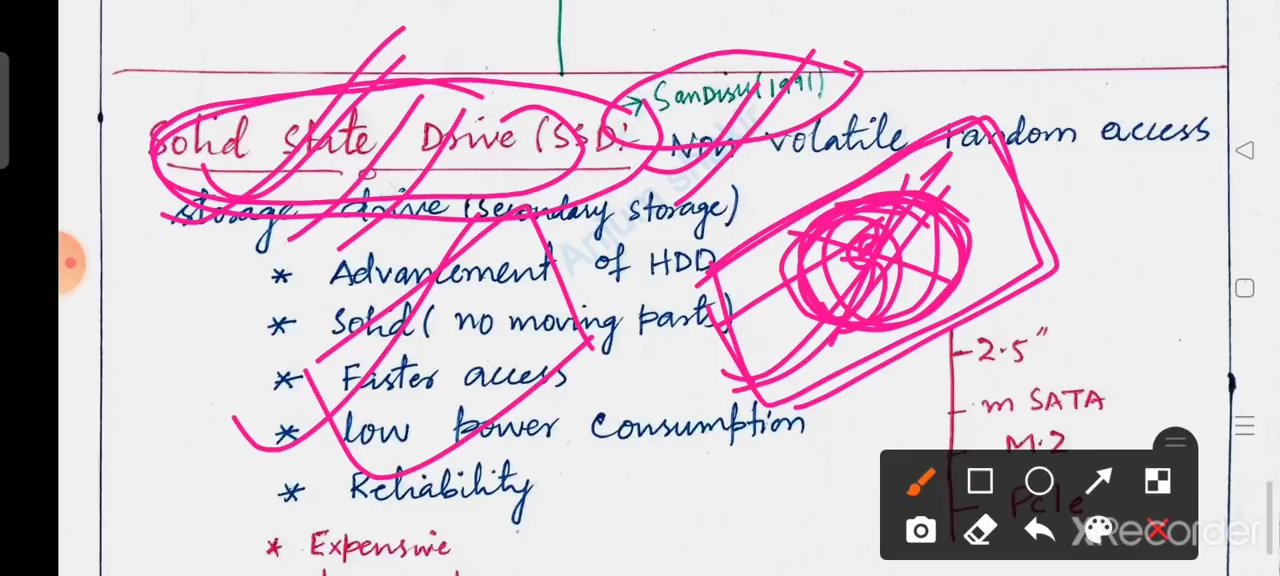 → SanDisk (1991)
Solid State Drive (SSD): Non volatile random access
storage drive (secondary storage)
* Advancement of HDD
* Solid (no moving parts)
* Faster access
* low power consumption
* Reliability
* Expensive
2.5"
m SATA
M.2
PCIe
XRecorder